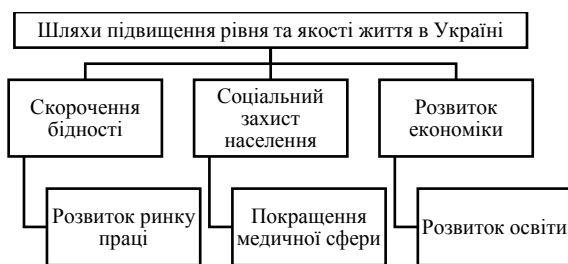 Шляхи підвищення рівня та якості життя в Україні
Скорочення
бідності
Соціальний
захист
населення
Розвиток
економіки
Розвиток ринку
праці
Покращення
медичної сфери
Розвиток освіти